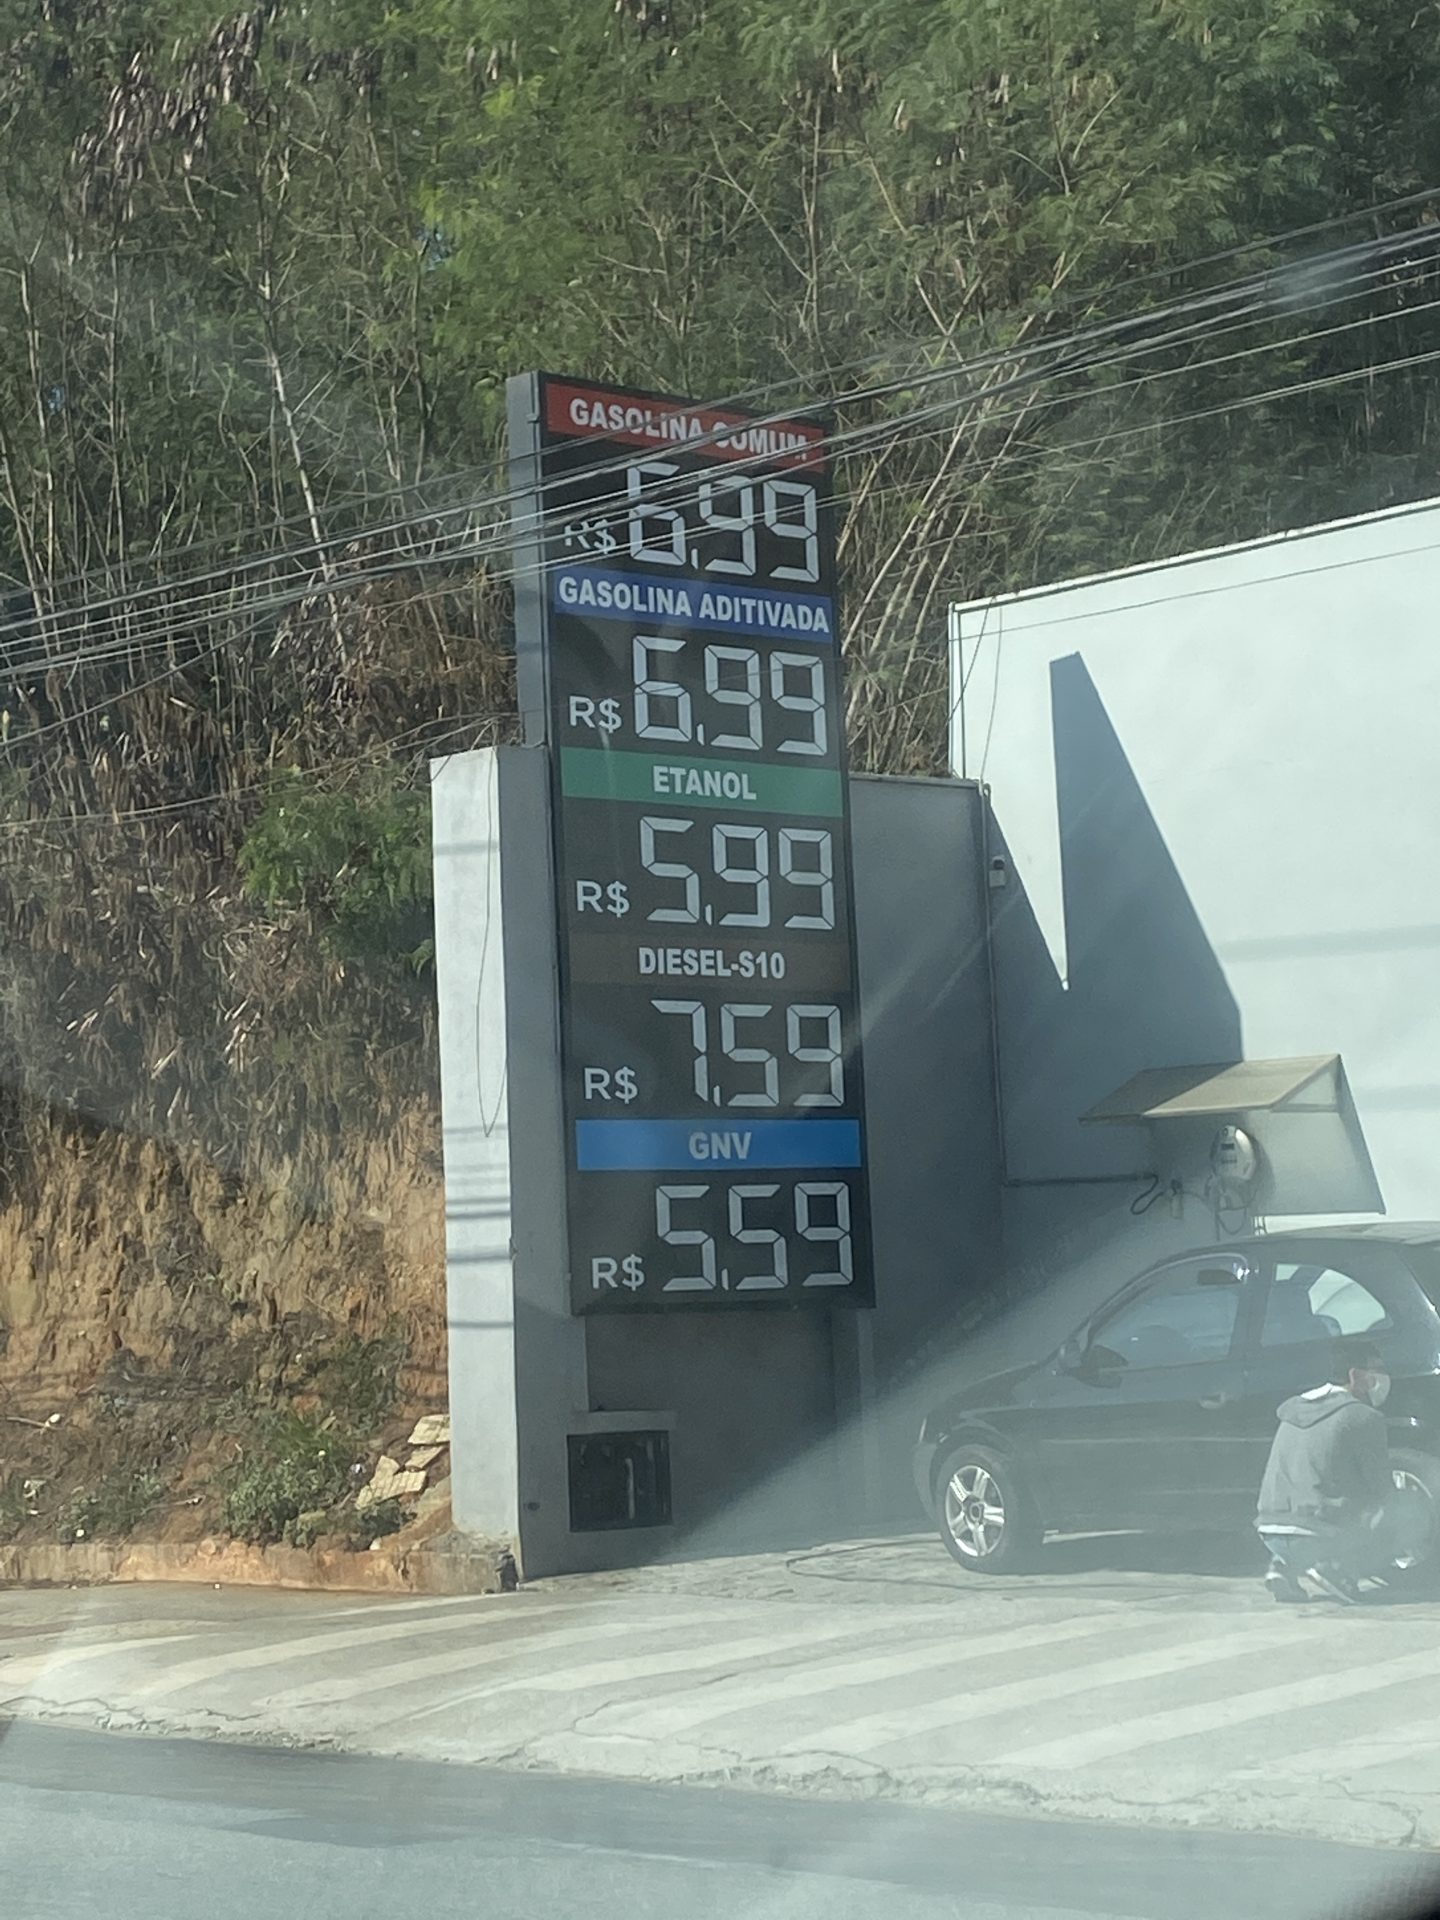 GASOLINA COMUM
R$ 6,99
GASOLINA ADITIVADA
R$ 6,99
ETANOL
R$ 5,99
DIESEL-S10
R$ 7,59
GNV
R$ 5,59